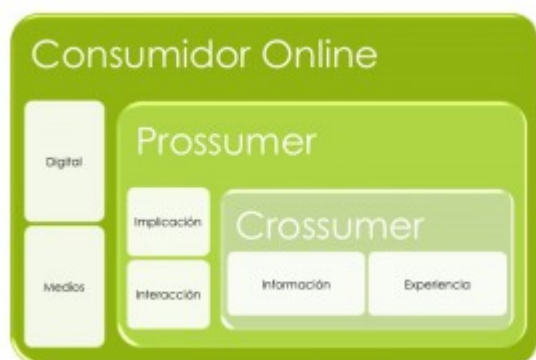 Consumidor Online
Digital
Medios
Prossumer
Implicación
Interacción
Crossumer
Información
Experiencia